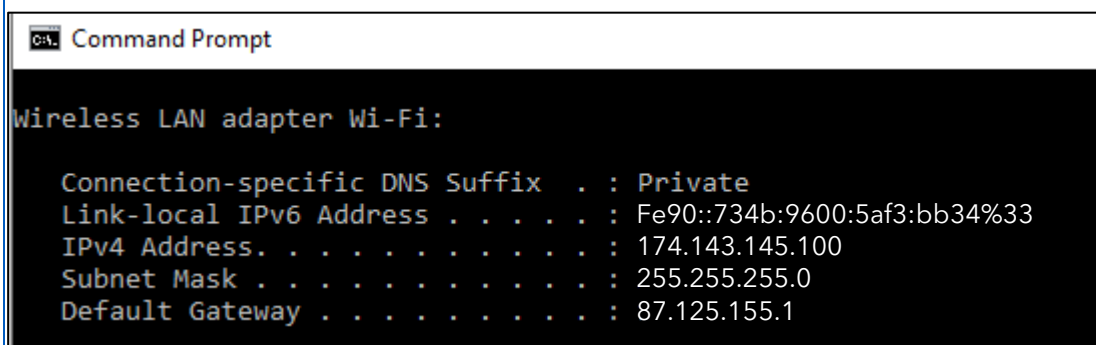 Command Prompt
Wireless LAN adapter Wi-Fi:
Connection-specific DNS Suffix . : Private
Link-local IPv6 Address . . . . . : Fe90::734b:9600:5af3:bb34%33
IPv4 Address. . . . . . . . . . . : 174.143.145.100
Subnet Mask . . . . . . . . . . . : 255.255.255.0
Default Gateway . . . . . . . . . : 87.125.155.1